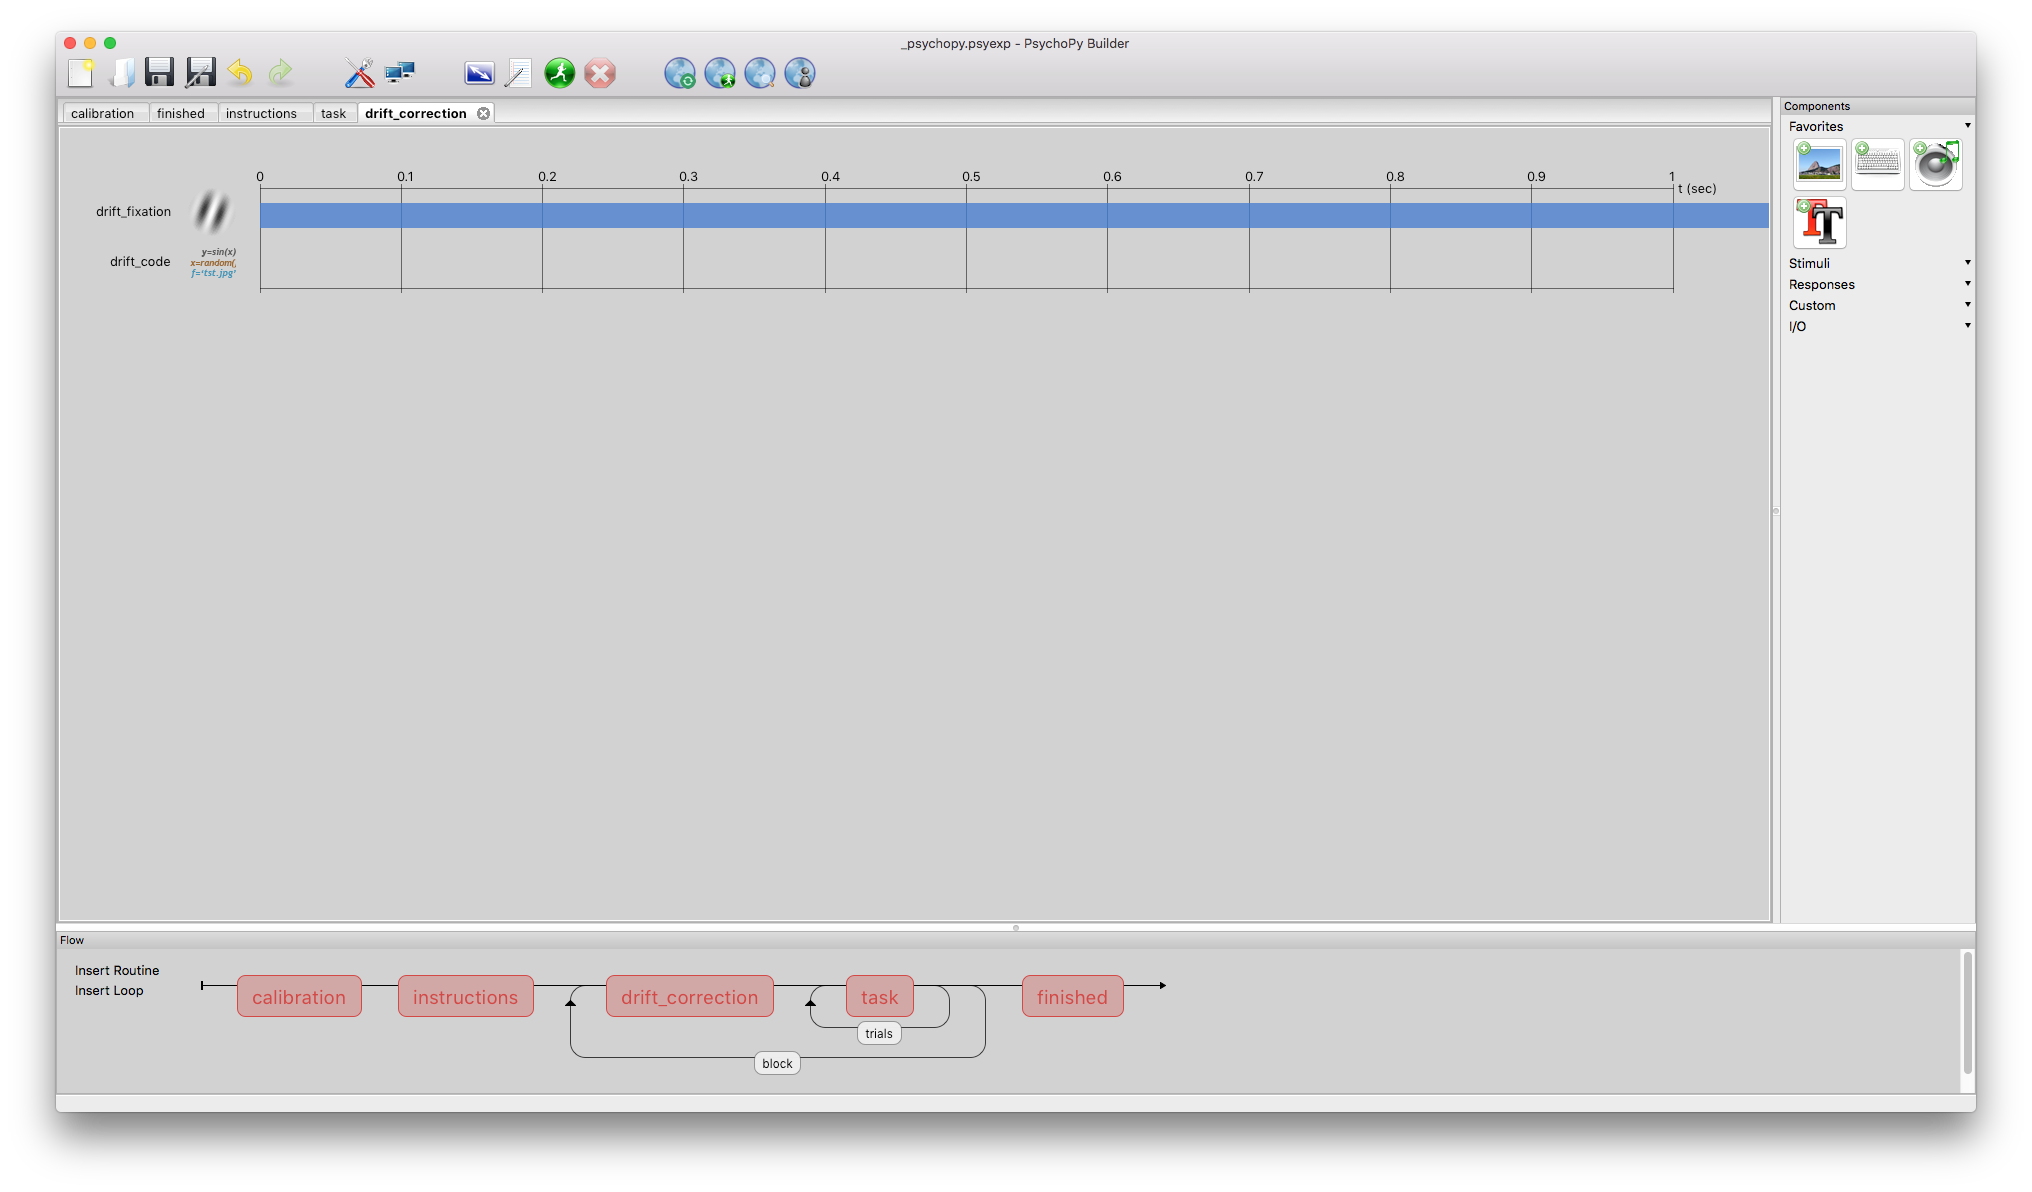 _psychopy.psyexp - PsychoPy Builder
calibration finished instructions task drift_correction
Components
Favorites
Stimuli
Responses
Custom
I/O
0 0.1 0.2 0.3 0.4 0.5 0.6 0.7 0.8 0.9 1
t (sec)
drift_fixation
drift_code
y=sin(x)
x=random(,
f='tst.jpg'
Flow
Insert Routine
Insert Loop
calibration instructions drift_correction task finished
trials
block